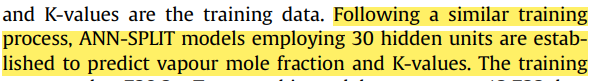 and K-values are the training data. Following a similar training
process, ANN-SPLIT models employing 30 hidden units are estab-
lished to predict vapour mole fraction and K-values. The training